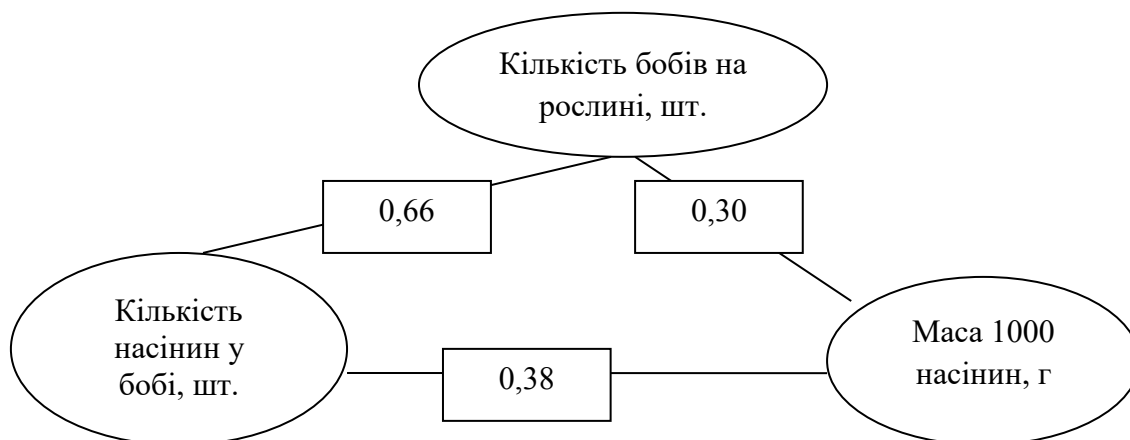 Кількість бобів на
рослині, шт.
0,66
0,30
Кількість
насінин у
бобі, шт.
0,38
Маса 1000
насінин, г